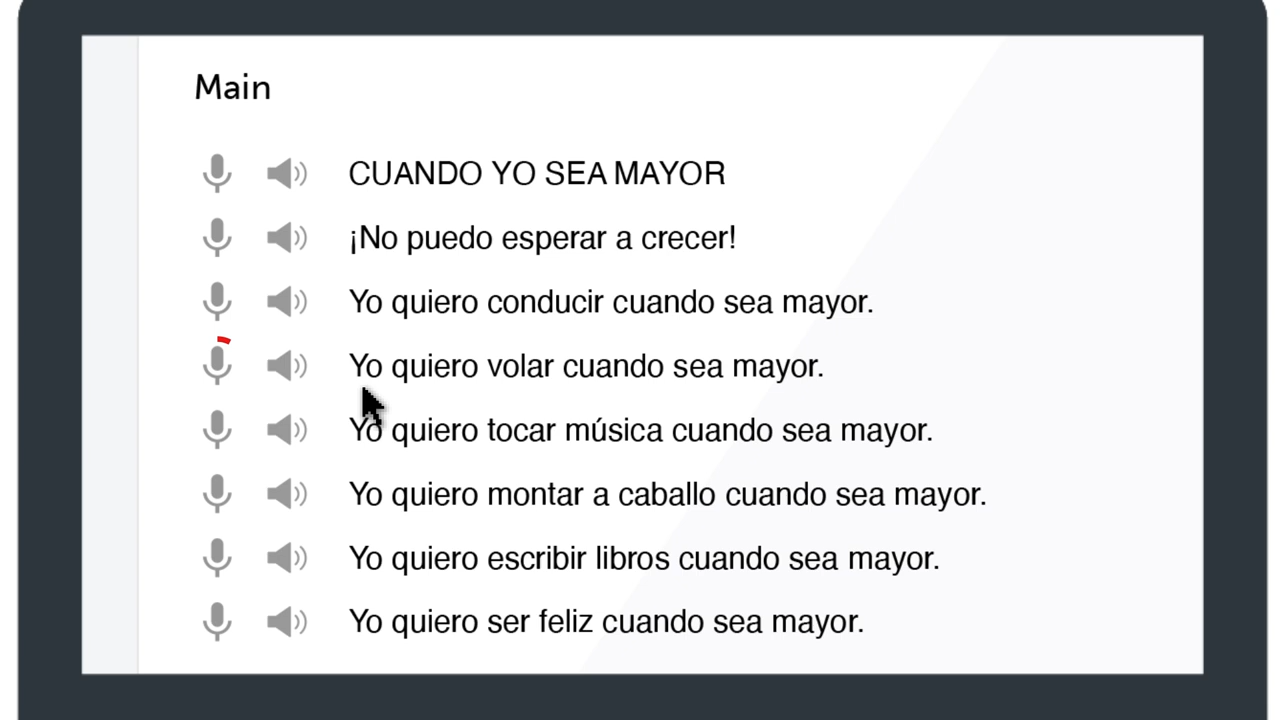 Main
CUANDO YO SEA MAYOR
¡No puedo esperar a crecer!
Yo quiero conducir cuando sea mayor.
Yo quiero volar cuando sea mayor.
Yo quiero tocar música cuando sea mayor.
Yo quiero montar a caballo cuando sea mayor.
Yo quiero escribir libros cuando sea mayor.
Yo quiero ser feliz cuando sea mayor.